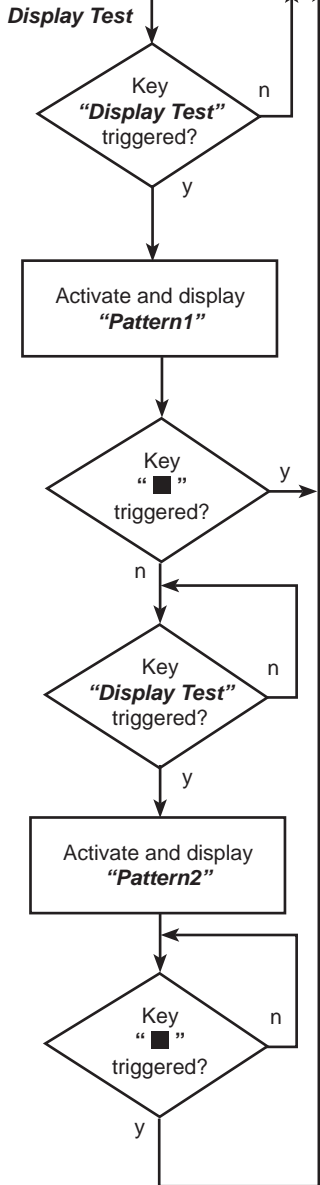 Display Test
Key
“Display Test”
triggered?
n
y
Activate and display
“Pattern1”
Key
“ ■ ”
triggered?
y
n
Key
“Display Test”
triggered?
n
y
Activate and display
“Pattern2”
Key
“ ■ ”
triggered?
n
y